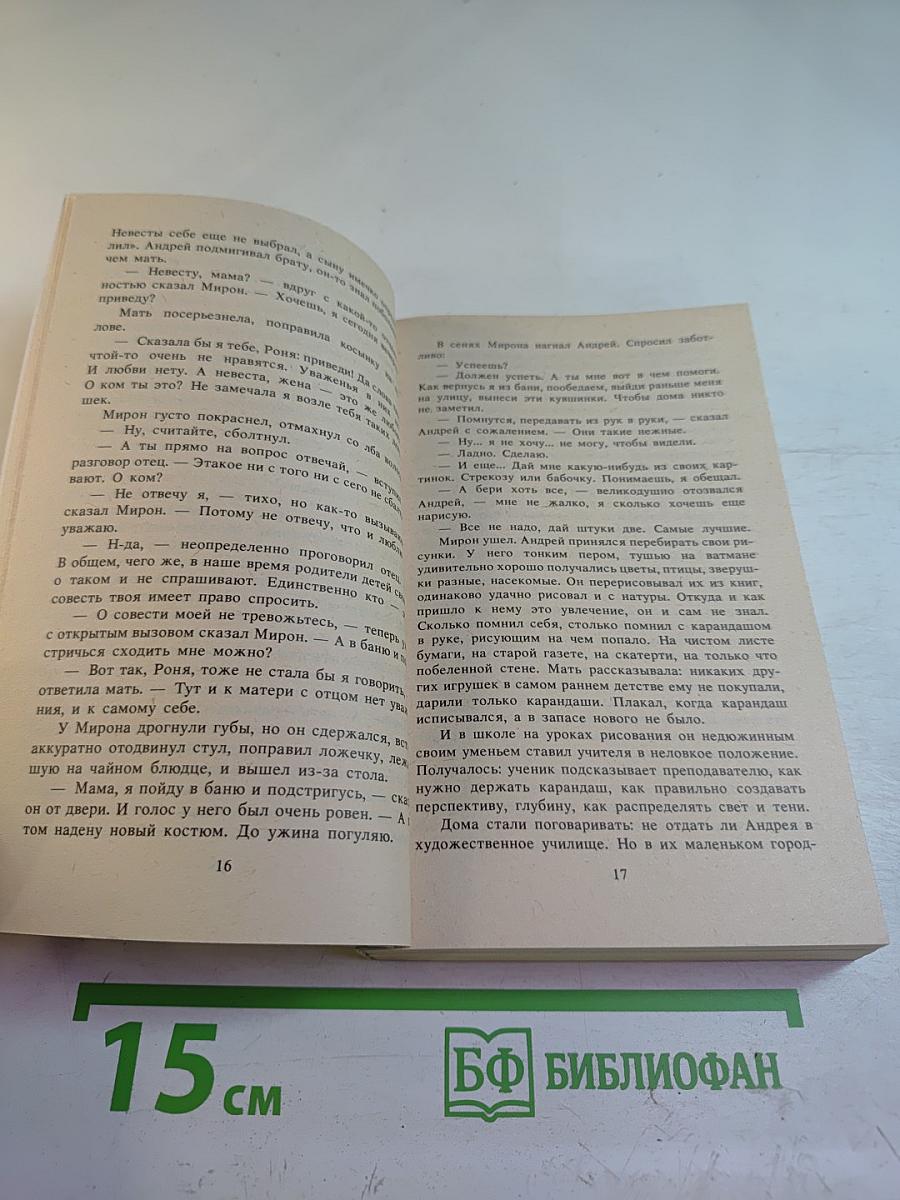 Невесты себе еще не выбрал, а сыну имечко
лил». Андрей подмигивал брату, он-то знал
чем мать.
— Невесту, мама? — вдруг с какой-то
ностью сказал Мирон. — Хочешь, я сегодня
приведу?
Мать посерьезнела, поправила косынку
лове.
— Сказала бы я тебе, Роня: приведи! Да слова
чтой-то очень не нравятся. Уваженья в них
И любви нету. А невеста, жена — это же
О ком ты это? Не замечала я возле тебя таких
шек.
Мирон густо покраснел, отмахнул со лба
— Ну, считайте, сболтнул.
— А ты прямо на вопрос отвечай, —
разговор отец. — Этакое ни с того ни с сего не
вают. О ком?
— Не отвечу я, — тихо, но как-то
сказал Мирон. — Потому не отвечу, что и
уважаю.
— Н-да, — неопределенно проговорил отец.
В общем, чего же, в наше время родители детей
о таком и не спрашивают. Единственно кто —
совесть твоя имеет право спросить.
— О совести моей не тревожьтесь, — теперь
с открытым вызовом сказал Мирон. — А в баню и
стричься сходить мне можно?
— Вот так, Роня, тоже не стала бы я говорить,
ответила мать. — Тут и к матери с отцом нет
ния, и к самому себе.
У Мирона дрогнули губы, но он сдержался,
аккуратно отодвинул стул, поправил ложечку,
шую на чайном блюдце, и вышел из-за стола.
— Мама, я пойду в баню и подстригусь, —
он от двери. И голос у него был очень ровен. — А
том надену новый костюм. До ужина погуляю.
16
В сенях Мирона нагнал Андрей. Спросил забот-
ливо:
— Успеешь?
— Должен успеть. А ты мне вот в чем помоги.
Как вернусь я из бани, пообедаем, выйди раньше меня
на улицу, вынеси эти кувшинки. Чтобы дома никто
не заметил.
— Помнутся, передавать из рук в руки, — сказал
Андрей с сожалением. — Они такие нежные.
— Ну... я не хочу... не могу, чтобы видели.
— Ладно. Сделаю.
— И еще... Дай мне какую-нибудь из своих кар-
тинок. Стрекозу или бабочку. Понимаешь, я обещал.
— А бери хоть все, — великодушно отозвался
Андрей, — мне не жалко, я сколько хочешь еще
нарисую.
— Все не надо, дай штуки две. Самые лучшие.
Мирон ушел. Андрей принялся перебирать свои ри-
сунки. У него тонким пером, тушью на ватмане
удивительно хорошо получались цветы, птицы, зверуш-
ки разные, насекомые. Он перерисовывал их из книг,
одинаково удачно рисовал и с натуры. Откуда и как
пришло к нему это увлечение, он и сам не знал.
Сколько помнил себя, столько помнил с карандашом
в руке, рисующим на чем попало. На чистом листе
бумаги, на старой газете, на скатерти, на только что
побеленной стене. Мать рассказывала: никаких дру-
гих игрушек в самом раннем детстве ему не покупали,
дарили только карандаши. Плакал, когда карандаш
исписывался, а в запасе нового не было.
И в школе на уроках рисования он недюжинным
своим уменьем ставил учителя в неловкое положение.
Получалось: ученик подсказывает преподавателю, как
нужно держать карандаш, как правильно создавать
перспективу, глубину, как распределять свет и тени.
Дома стали поговаривать: не отдать ли Андрея в
художественное училище. Но в их маленьком город-
17
15 см
БФ БИБЛИОФАН